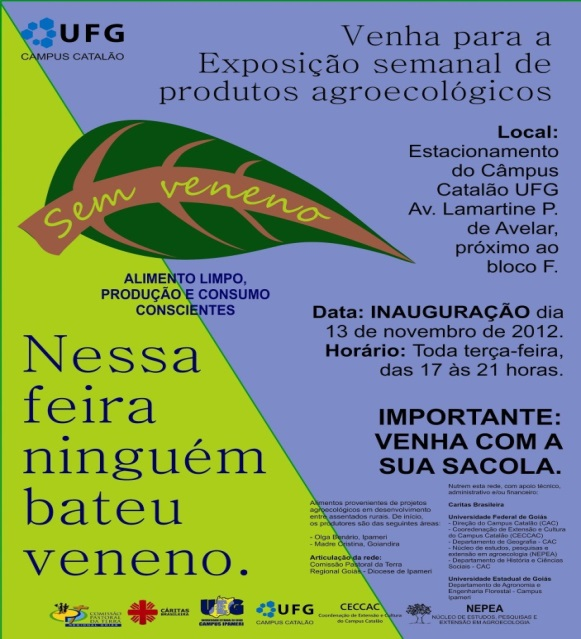 UFG
CAMPUS CATALÃO
Venha para a
Exposição semanal de
produtos agroecológicos
Local:
Estacionamento
do Câmpus
Catalão UFG
Av. Lamartine P.
de Avelar,
próximo ao
bloco F.
Sem veneno
ALIMENTO LIMPO,
PRODUÇÃO E CONSUMO
CONSCIENTES
Data: INAUGURAÇÃO dia
13 de novembro de 2012.
Horário: Toda terça-feira,
das 17 às 21 horas.
Nessa
feira
ninguém
bateu
veneno.
IMPORTANTE:
VENHA COM A
SUA SACOLA.
Alimentos provenientes de projetos
agroecológicos em desenvolvimento
entre assentados rurais. De início,
os produtores são das seguintes áreas:
- Olga Benário, Ipameri
- Madre Cristina, Goiandira
Articulação da rede:
Comissão Pastoral da Terra
Regional Goiás - Diocese de Ipameri
Nutrem esta rede, com apoio técnico,
administrativo e/ou financeiro:
Caritas Brasileira
Universidade Federal de Goiás
- Direção do Campus Catalão (CAC)
- Coordenação de Extensão e Cultura
do Campus Catalão (CECCAC)
- Departamento de Geografia - CAC
- Núcleo de estudos, pesquisas e
extensão em agroecologia (NEPEA)
- Departamento de História e Ciências
Sociais - CAC
Universidade Estadual de Goiás
Departamento de Agronomia e
Engenharia Florestal - Campus
Ipameri
COMISSÃO
PASTORAL
DA TERRA
REGIONAL GOIÁS
CÁRITAS
BRASILEIRA
UEG
CAMPUS IPAMERI
UFG
CAMPUS CATALÃO
CECCAC
Coordenação de Extensão e Cultura
do Campus Catalão
NEPEA
NÚCLEO DE ESTUDOS, PESQUISAS E
EXTENSÃO EM AGROECOLOGIA